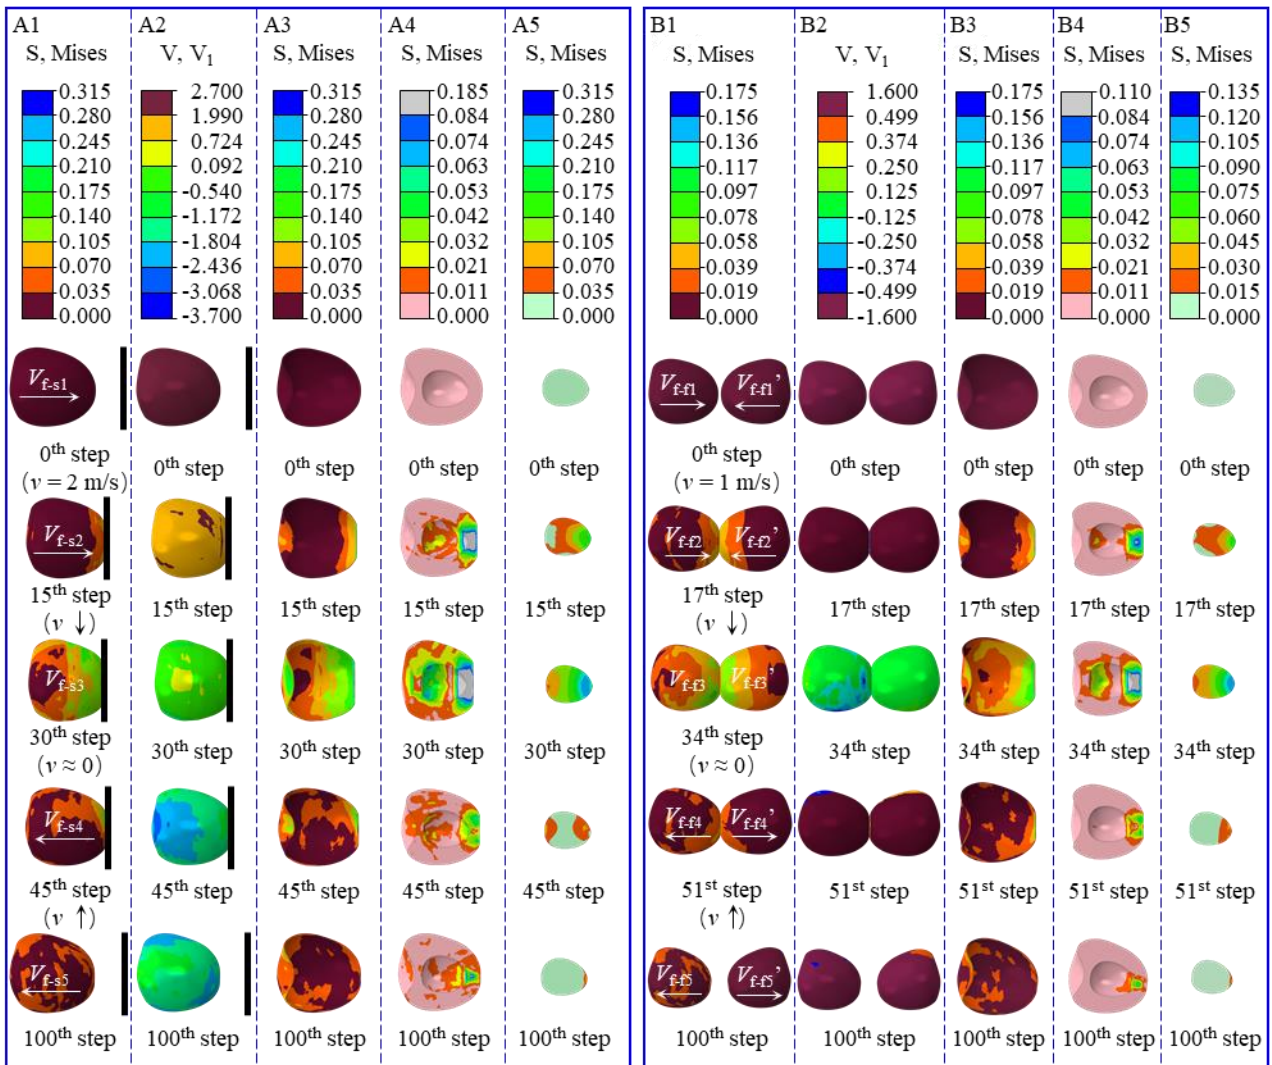 A1 A2 A3 A4 A5 B1 B2 B3 B4 B5
S, Mises V, V1 S, Mises S, Mises S, Mises S, Mises V, V1 S, Mises S, Mises S, Mises
0.315 2.700 0.315 0.185 0.315 0.175 1.600 0.175 0.110 0.135
0.280 1.990 0.280 0.084 0.280 0.156 0.499 0.156 0.084 0.120
0.245 0.724 0.245 0.074 0.245 0.136 0.374 0.136 0.074 0.105
0.210 0.092 0.210 0.063 0.210 0.117 0.250 0.117 0.063 0.090
0.175 -0.540 0.175 0.053 0.175 0.097 0.125 0.097 0.053 0.075
0.140 -1.172 0.140 0.042 0.140 0.078 -0.125 0.078 0.042 0.060
0.105 -1.804 0.105 0.032 0.105 0.058 -0.250 0.058 0.032 0.045
0.070 -2.436 0.070 0.021 0.070 0.039 -0.374 0.039 0.021 0.030
0.035 -3.068 0.035 0.011 0.035 0.019 -0.499 0.019 0.011 0.015
0.000 -3.700 0.000 0.000 0.000 0.000 -1.600 0.000 0.000 0.000
Vf-s1 Vf-f1 Vf-f1’
0th step 0th step 0th step 0th step 0th step 0th step 0th step 0th step 0th step 0th step
(v = 2 m/s) (v = 1 m/s)
Vf-s2 Vf-f2 Vf-f2’
15th step 15th step 15th step 15th step 15th step 17th step 17th step 17th step 17th step 17th step
(v ↓) (v ↓)
Vf-s3 Vf-f3 Vf-f3’
30th step 30th step 30th step 30th step 30th step 34th step 34th step 34th step 34th step 34th step
(v ≈ 0) (v ≈ 0)
Vf-s4 Vf-f4 Vf-f4’
45th step 45th step 45th step 45th step 45th step 51st step 51st step 51st step 51st step 51st step
(v ↑) (v ↑)
Vf-s5 Vf-f5 Vf-f5’
100th step 100th step 100th step 100th step 100th step 100th step 100th step 100th step 100th step 100th step